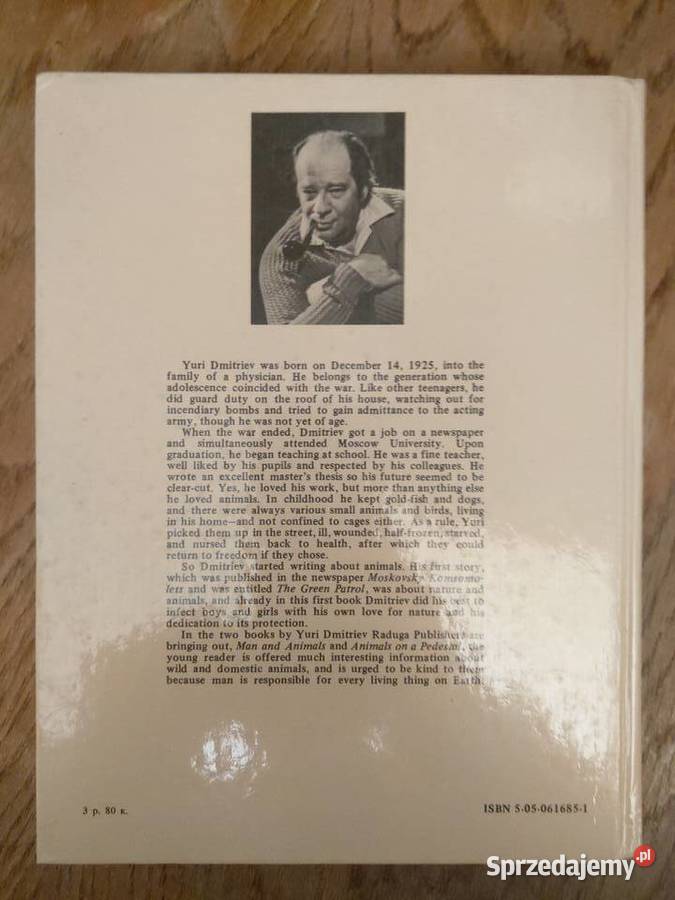 Yuri Dmitriev was born on December 14, 1925, into the
family of a physician. He belongs to the generation whose
adolescence coincided with the war. Like other teenagers, he
did guard duty on the roof of his house, watching out for
incendiary bombs and tried to gain admittance to the acting
army, though he was not yet of age.
When the war ended, Dmitriev got a job on a newspaper
and simultaneously attended Moscow University. Upon
graduation, he began teaching at school. He was a fine teacher,
well liked by his pupils and respected by his colleagues. He
wrote an excellent master's thesis so his future seemed to be
clear-cut. Yes, he loved his work, but more than anything else
he loved animals. In childhood he kept gold-fish and dogs,
and there were always various small animals and birds, living
in his home—and not confined to cages either. As a rule, Yuri
picked them up in the street, ill, wounded, half-frozen, starved,
and nursed them back to health, after which they could
return to freedom if they chose.
So Dmitriev started writing about animals. His first story,
which was published in the newspaper Moskovsky Komsomo-
lets and was entitled The Green Patrol, was about nature and
animals, and already in this first book Dmitriev did his best to
infect boys and girls with his own love for nature and his
dedication to its protection.
In the two books by Yuri Dmitriev Raduga Publishers are
bringing out, Man and Animals and Animals on a Pedestal, the
young reader is offered much interesting information about
wild and domestic animals, and is urged to be kind to them
because man is responsible for every living thing on Earth.
3 р. 80 к.
ISBN 5-05-061685-1
Sprzedajemy.pl